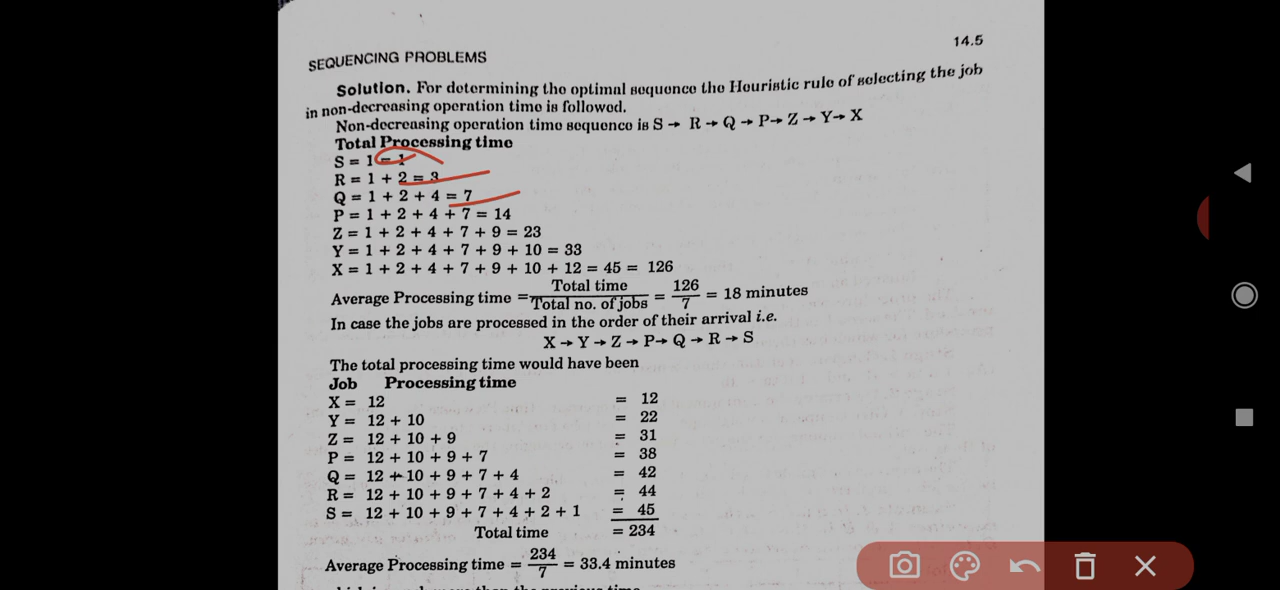 14.5
SEQUENCING PROBLEMS
Solution. For determining the optimal sequence the Heuristic rule of selecting the job
in non-decreasing operation time is followed.
Non-decreasing operation time sequence is S → R → Q → P → Z → Y → X
Total Processing time
S = 1 = 1
R = 1 + 2 = 3
Q = 1 + 2 + 4 = 7
P = 1 + 2 + 4 + 7 = 14
Z = 1 + 2 + 4 + 7 + 9 = 23
Y = 1 + 2 + 4 + 7 + 9 + 10 = 33
X = 1 + 2 + 4 + 7 + 9 + 10 + 12 = 45 = 126
Average Processing time = Total time / Total no. of jobs = 126 / 7 = 18 minutes
In case the jobs are processed in the order of their arrival i.e.
X → Y → Z → P → Q → R → S
The total processing time would have been
Job Processing time
X = 12 = 12
Y = 12 + 10 = 22
Z = 12 + 10 + 9 = 31
P = 12 + 10 + 9 + 7 = 38
Q = 12 + 10 + 9 + 7 + 4 = 42
R = 12 + 10 + 9 + 7 + 4 + 2 = 44
S = 12 + 10 + 9 + 7 + 4 + 2 + 1 = 45
Total time = 234
Average Processing time = 234 / 7 = 33.4 minutes